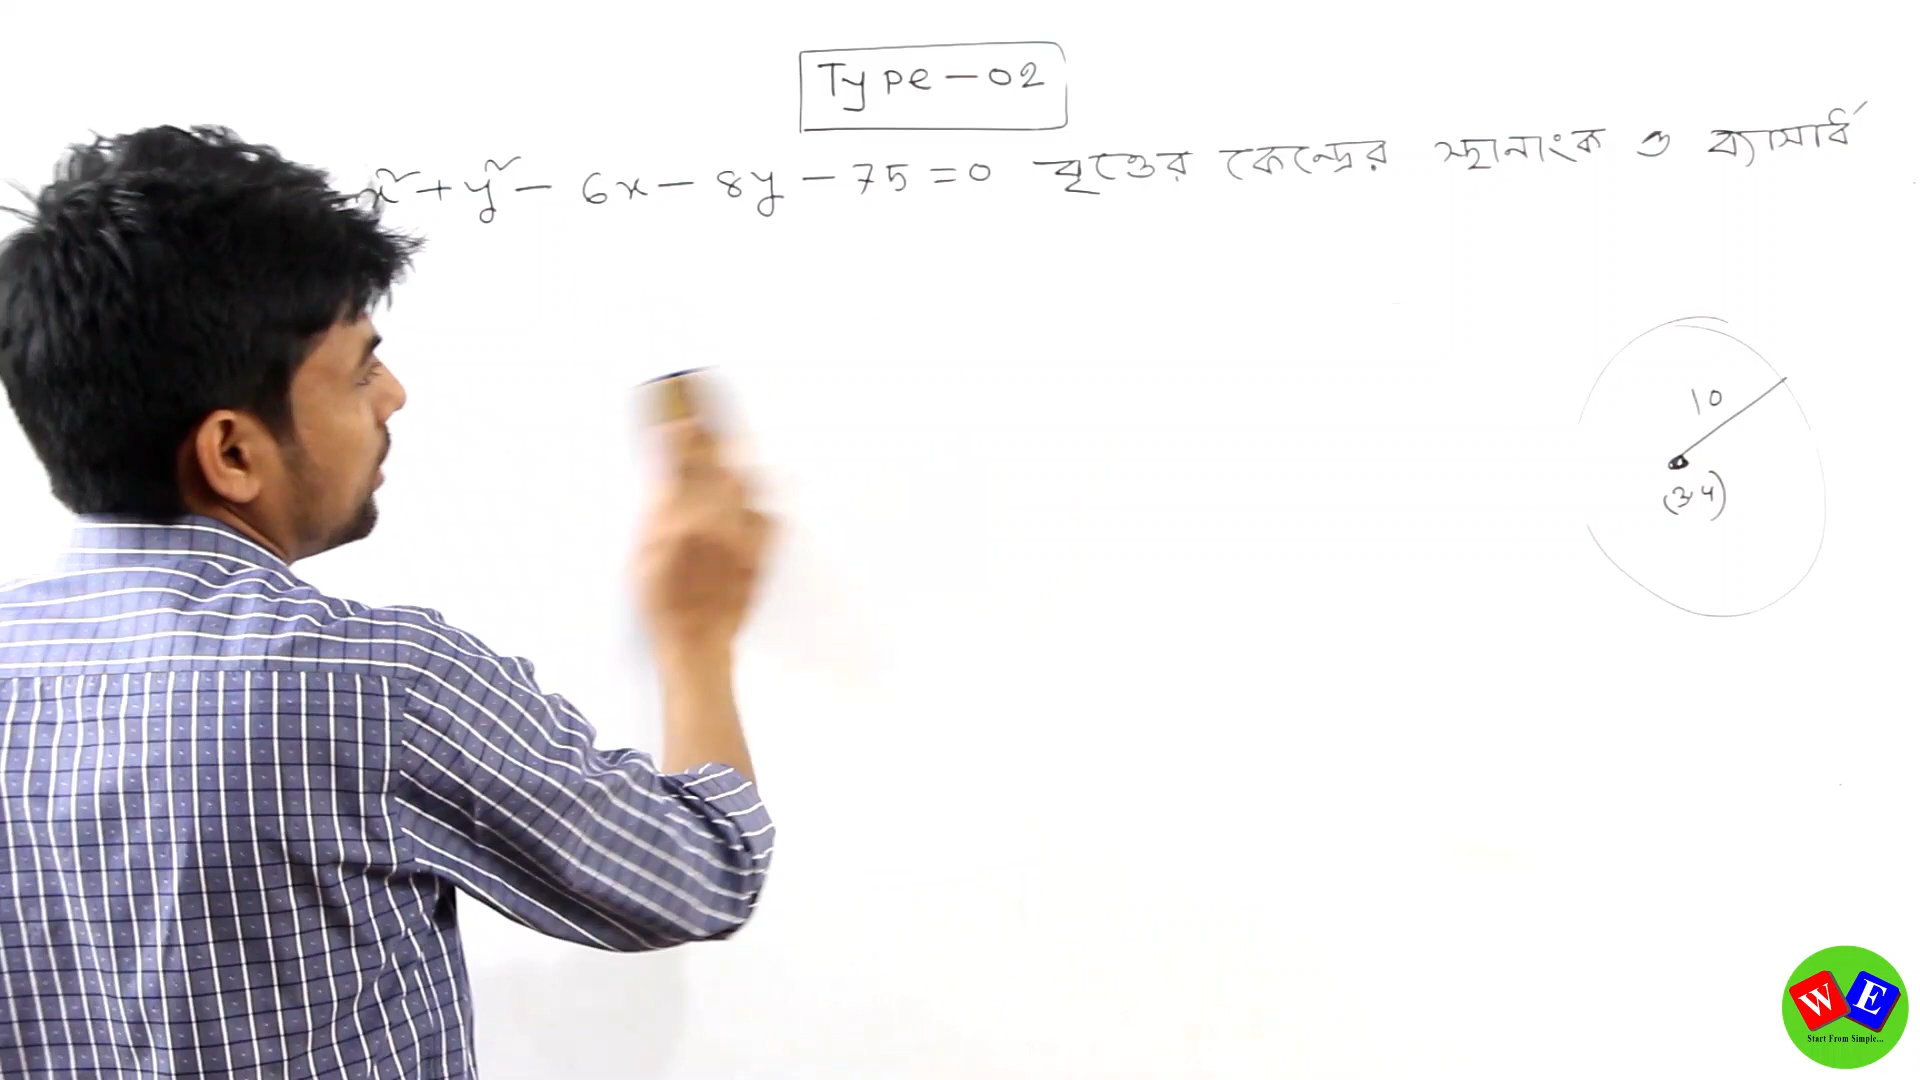 Type-02
x²+y²-6x-8y-75=0 বৃত্তের কেন্দ্রের স্থানাংক ও ব্যাসার্ধ
10
(3,4)
W E
Start From Simple...